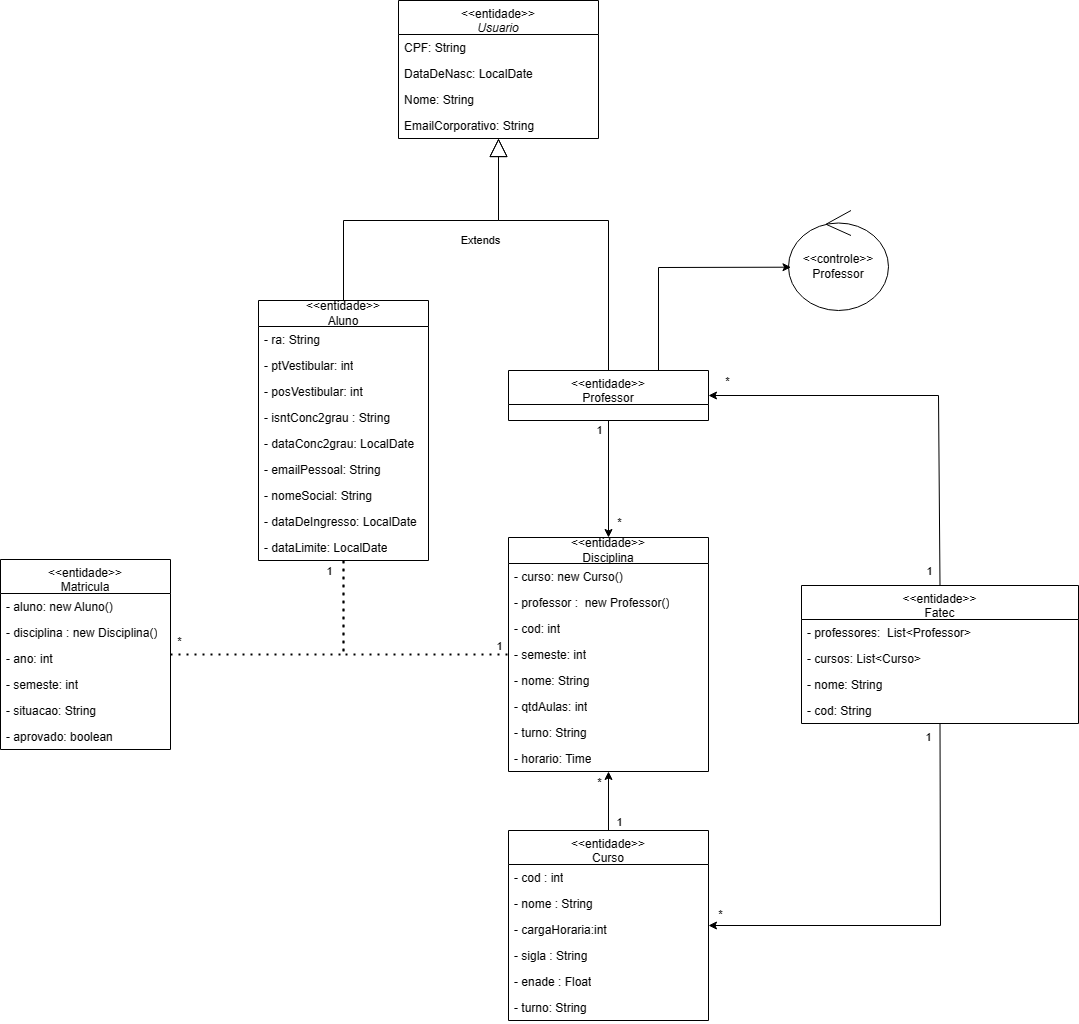 <<entidade>>
Usuario
CPF: String
DataDeNasc: LocalDate
Nome: String
EmailCorporativo: String
Extends
<<controle>>
Professor
<<entidade>>
Aluno
- ra: String
- ptVestibular: int
- posVestibular: int
- isntConc2grau : String
- dataConc2grau: LocalDate
- emailPessoal: String
- nomeSocial: String
- dataDeIngresso: LocalDate
- dataLimite: LocalDate
1
<<entidade>>
Professor
*
1
*
<<entidade>>
Matricula
- aluno: new Aluno()
- disciplina : new Disciplina()
- ano: int
- semeste: int
- situacao: String
- aprovado: boolean
*
1
<<entidade>>
Disciplina
- curso: new Curso()
- professor :  new Professor()
- cod: int
- semeste: int
- nome: String
- qtdAulas: int
- turno: String
- horario: Time
*
1
1
<<entidade>>
Fatec
- professores:  List<Professor>
- cursos: List<Curso>
- nome: String
- cod: String
1
*
<<entidade>>
Curso
- cod : int
- nome : String
- cargaHoraria:int
- sigla : String
- enade : Float
- turno: String